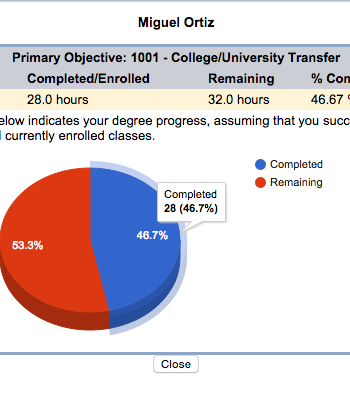 Miguel Ortiz
Primary Objective: 1001 - College/University Transfer
Completed/Enrolled Remaining % Com
28.0 hours 32.0 hours 46.67 %
elow indicates your degree progress, assuming that you succ
currently enrolled classes.
Completed
Remaining
Completed
28 (46.7%)
46.7%
53.3%
Close